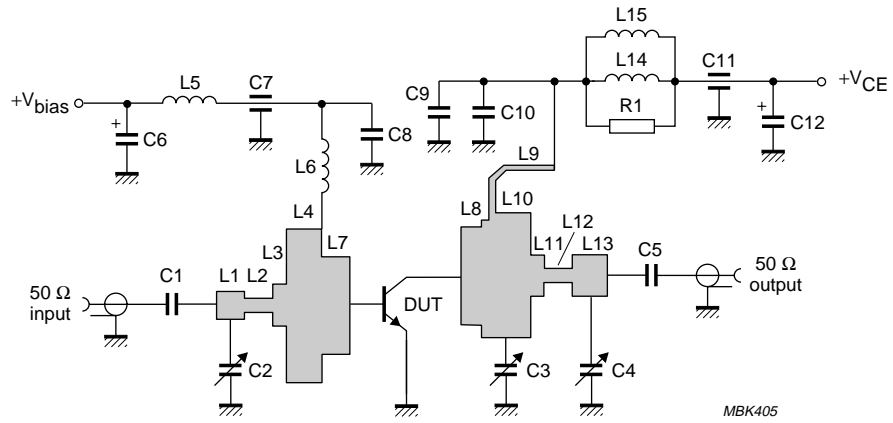 L15
L14
C11
+V_CE
R1
C12
+
C9
C10
L5
C7
+V_bias
+
C6
C8
L6
L9
L4
L8
L10
L3
L7
L12
L11
L13
C5
50 Ω
input
C1
L1
L2
DUT
50 Ω
output
C2
C3
C4
MBK405